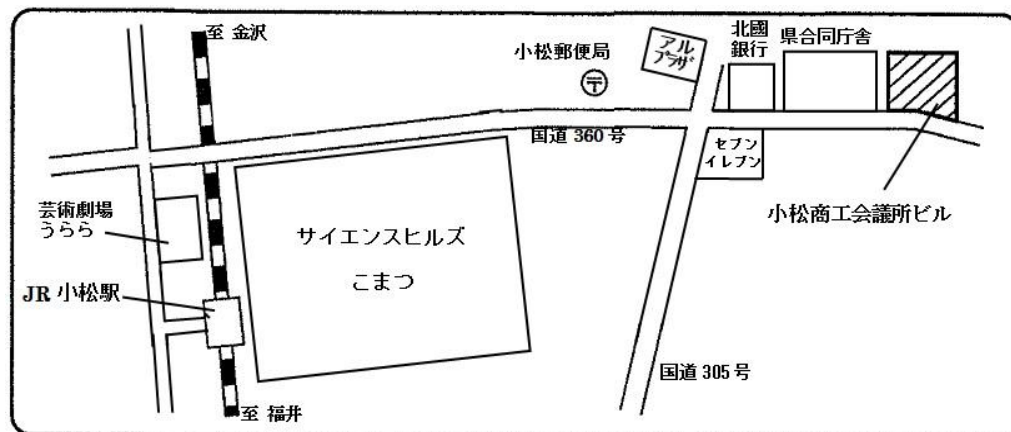 至 金沢
小松郵便局
〒
アル
プラザ
北國
銀行
県合同庁舎
国道 360 号
セブン
イレブン
小松商工会議所ビル
芸術劇場
うらら
サイエンスヒルズ
こまつ
JR 小松駅
国道 305 号
至 福井